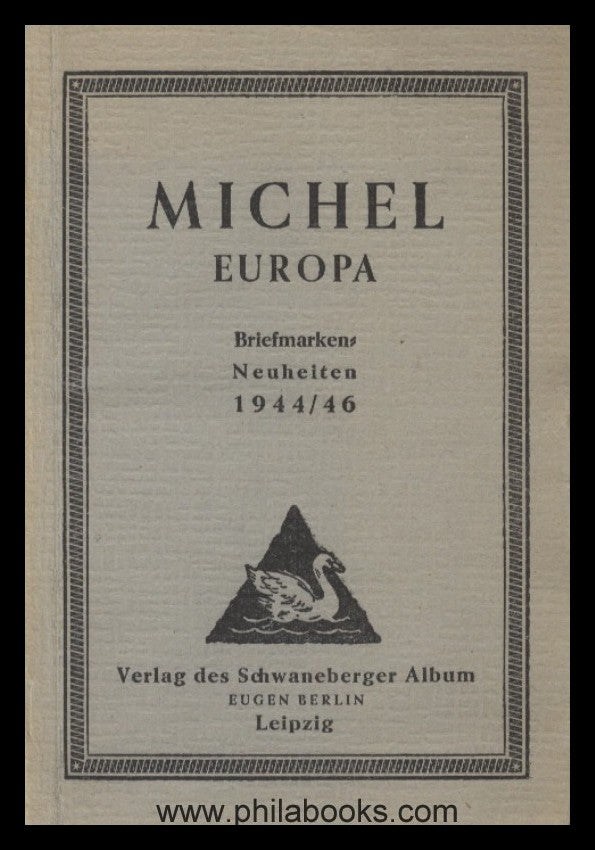 MICHEL
EUROPA
Briefmarken⸗
Neuheiten
1944/46
Verlag des Schwaneberger Album
EUGEN BERLIN
Leipzig
www.philabooks.com